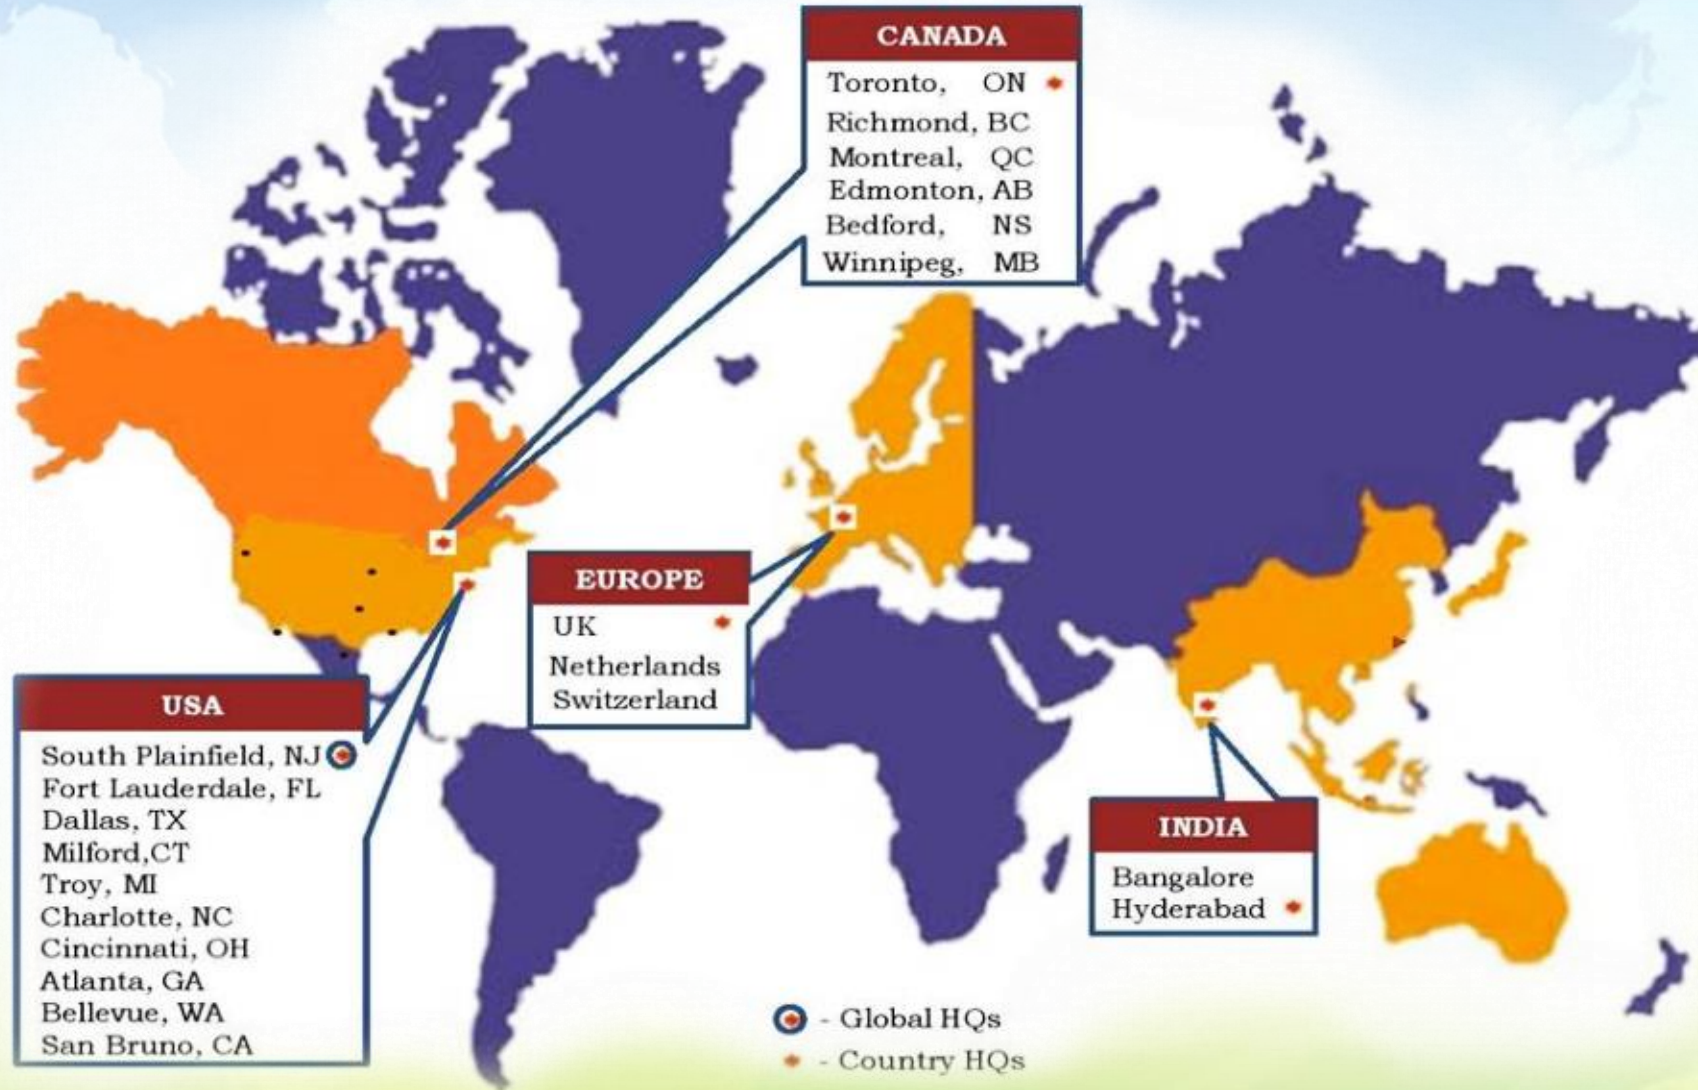 CANADA
Toronto, ON
Richmond, BC
Montreal, QC
Edmonton, AB
Bedford, NS
Winnipeg, MB
EUROPE
UK
Netherlands
Switzerland
USA
South Plainfield, NJ
Fort Lauderdale, FL
Dallas, TX
Milford,CT
Troy, MI
Charlotte, NC
Cincinnati, OH
Atlanta, GA
Bellevue, WA
San Bruno, CA
INDIA
Bangalore
Hyderabad
- Global HQs
- Country HQs